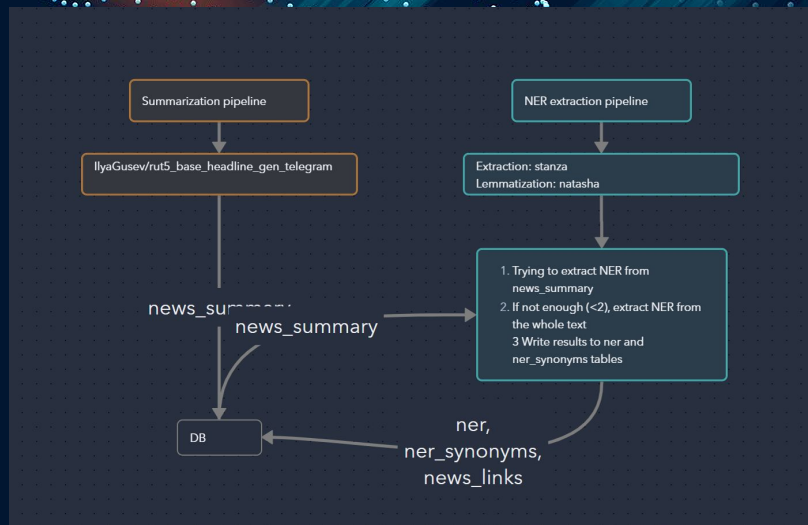 Summarization pipeline
NER extraction pipeline
IlyaGusev/rut5_base_headline_gen_telegram
Extraction: stanza
Lemmatization: natasha
1. Trying to extract NER from
news_summary
2. If not enough (<2), extract NER from
the whole text
3 Write results to ner and
ner_synonyms tables
news_summary
news_summary
DB
ner,
ner_synonyms,
news_links